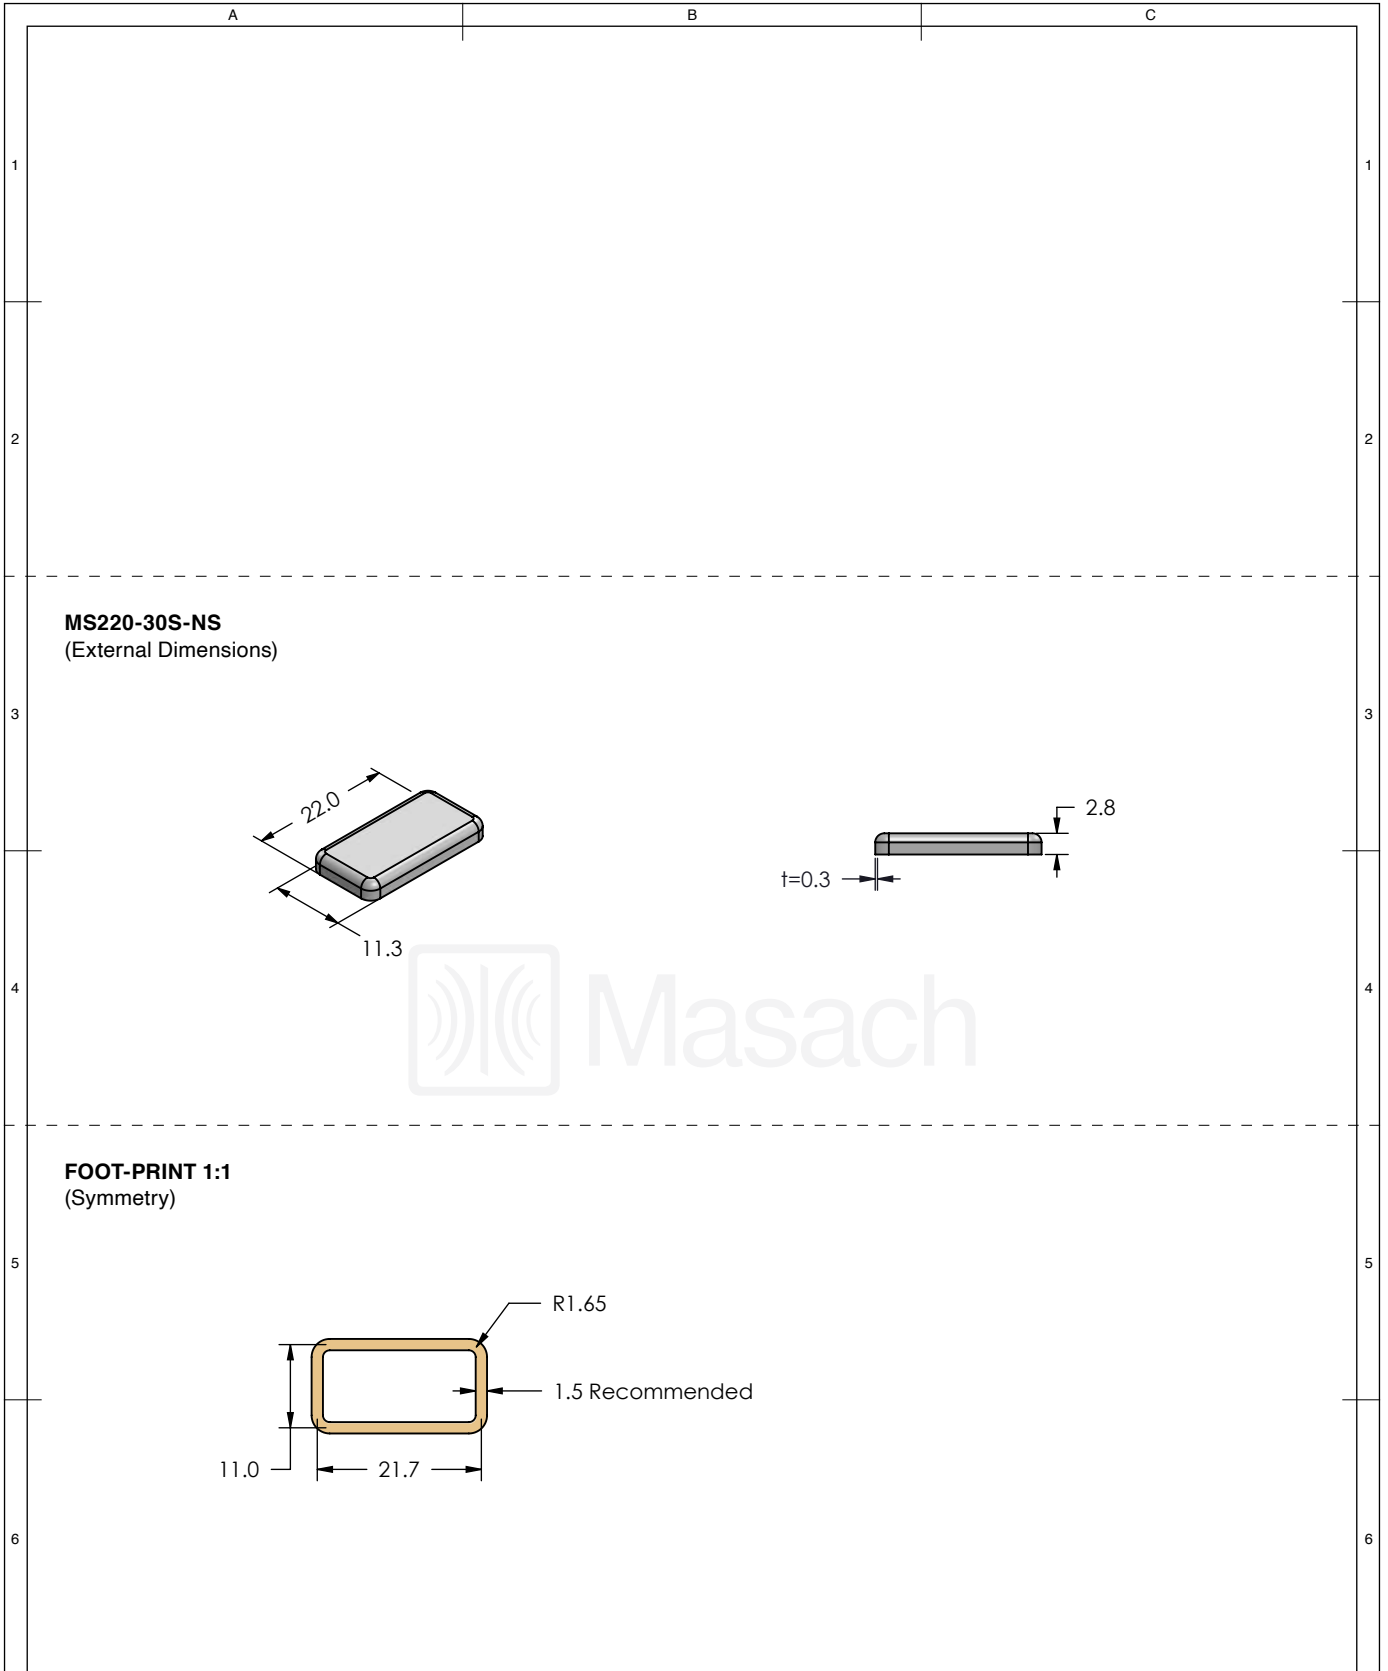 A B C
1 1
2 2
MS220-30S-NS
(External Dimensions)
3 3
22.0
2.8
t=0.3
11.3
Masach
4 4
FOOT-PRINT 1:1
(Symmetry)
5 5
R1.65
1.5 Recommended
11.0
21.7
6 6